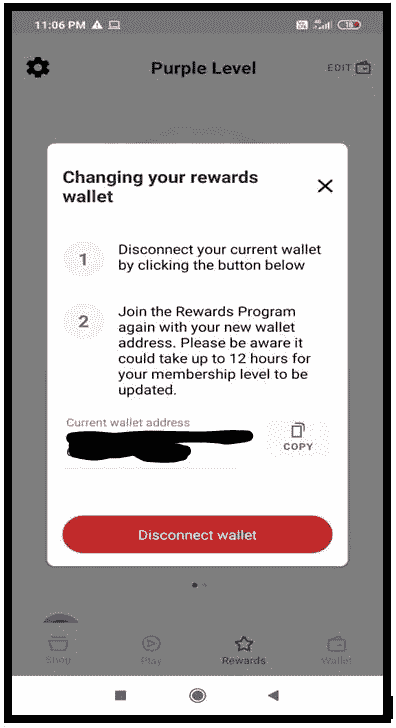 11:06 PM
Purple Level
EDIT
Changing your rewards
wallet
1
Disconnect your current wallet
by clicking the button below
2
Join the Rewards Program
again with your new wallet
address. Please be aware it
could take up to 12 hours for
your membership level to be
updated.
Current wallet address
COPY
Disconnect wallet
Shop
Play
Rewards
Wallet